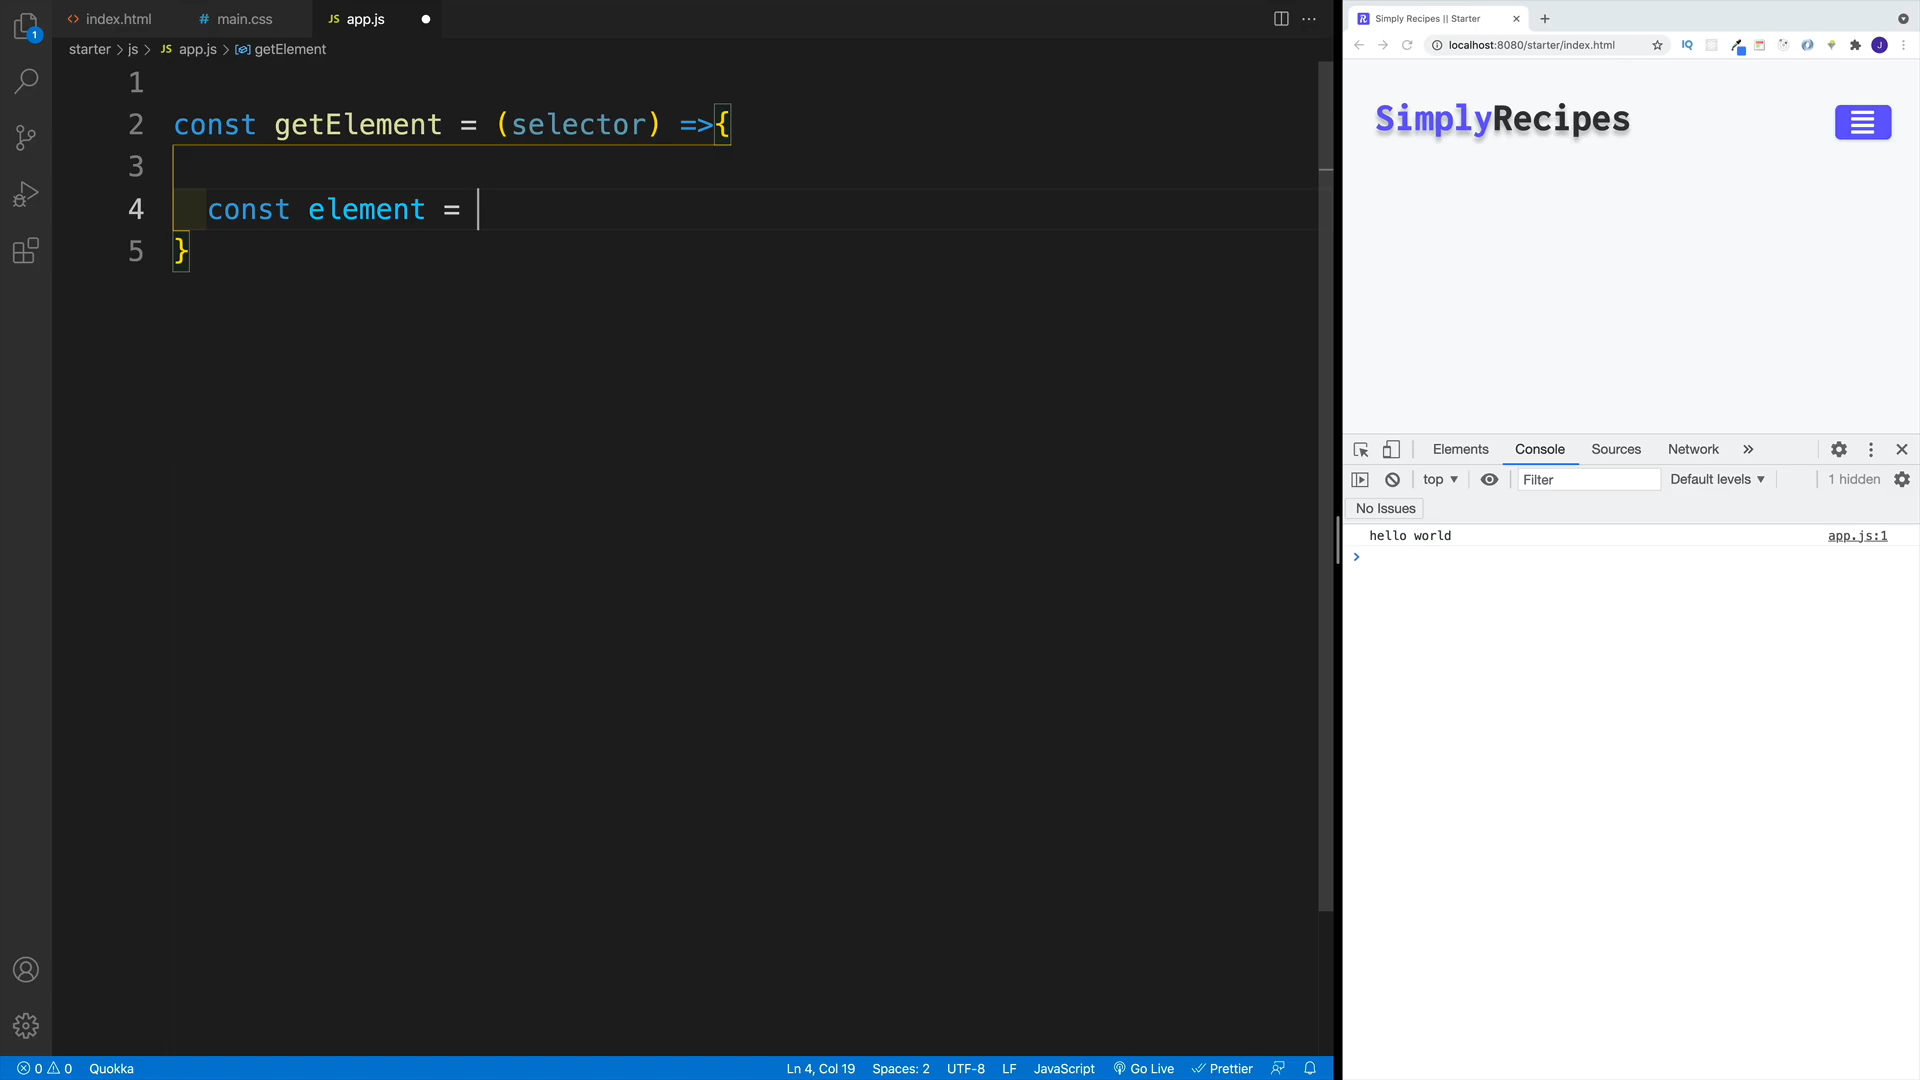 index.html
# main.css
JS app.js
starter > js > JS app.js > getElement
1
2 const getElement = (selector) =>{
3
4 const element =
5 }
1
0 0 Quokka
Ln 4, Col 19 Spaces: 2 UTF-8 LF JavaScript Go Live Prettier
Simply Recipes || Starter
localhost:8080/starter/index.html
IQ
J
SimplyRecipes
Elements Console Sources Network
top Filter Default levels 1 hidden
No Issues
hello world app.js:1